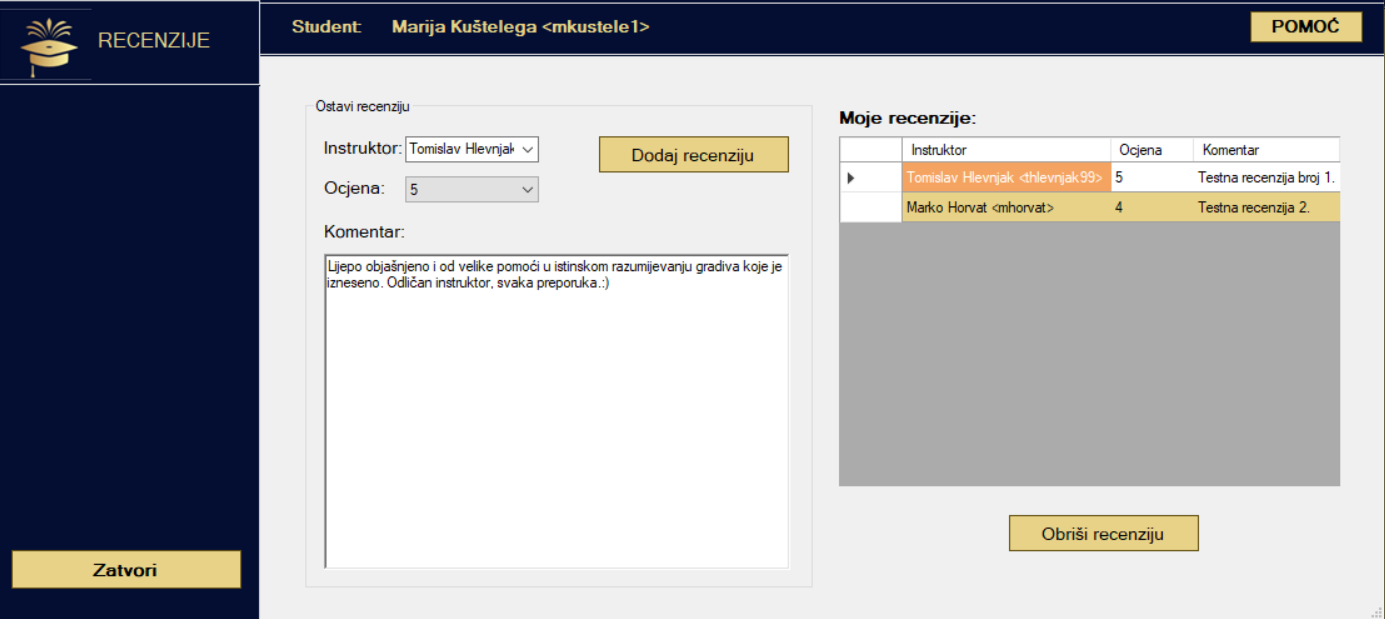 RECENZIJE
Student: Marija Kuštelega <mkustele1>
POMOĆ
Ostavi recenziju
Instruktor: Tomislav Hlevnjak
Dodaj recenziju
Ocjena: 5
Komentar:
Lijepo objašnjeno i od velike pomoći u istinskom razumijevanju gradiva koje je
izneseno. Odličan instruktor, svaka preporuka.:)
Moje recenzije:
Instruktor Ocjena Komentar
Tomislav Hlevnjak <thlevnjak99> 5 Testna recenzija broj 1.
Marko Horvat <mhorvat> 4 Testna recenzija 2.
Obriši recenziju
Zatvori